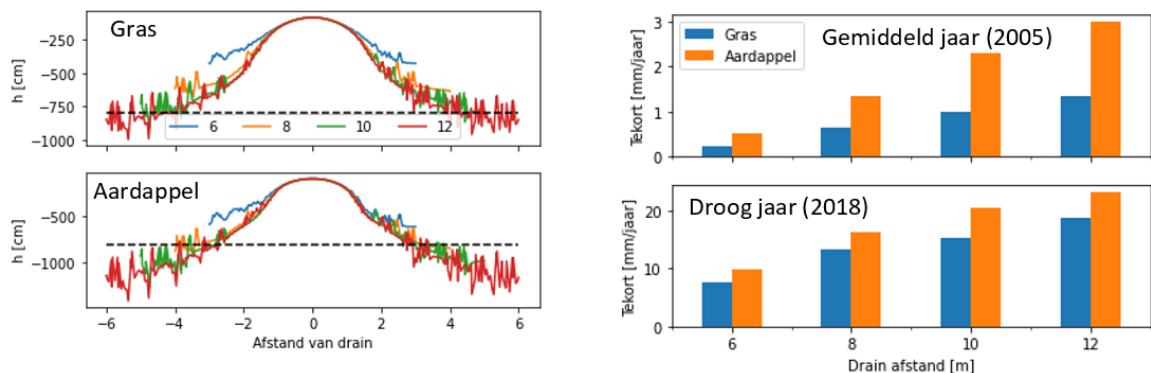 Gras
h [cm]
−250
−500
−750
−1000
6 8 10 12
Aardappel
h [cm]
−500
−1000
−6 −4 −2 0 2 4 6
Afstand van drain
Gemiddeld jaar (2005)
Gras
Aardappel
Tekort [mm/jaar]
3
2
1
0
Droog jaar (2018)
Tekort [mm/jaar]
20
10
0
6 8 10 12
Drain afstand [m]